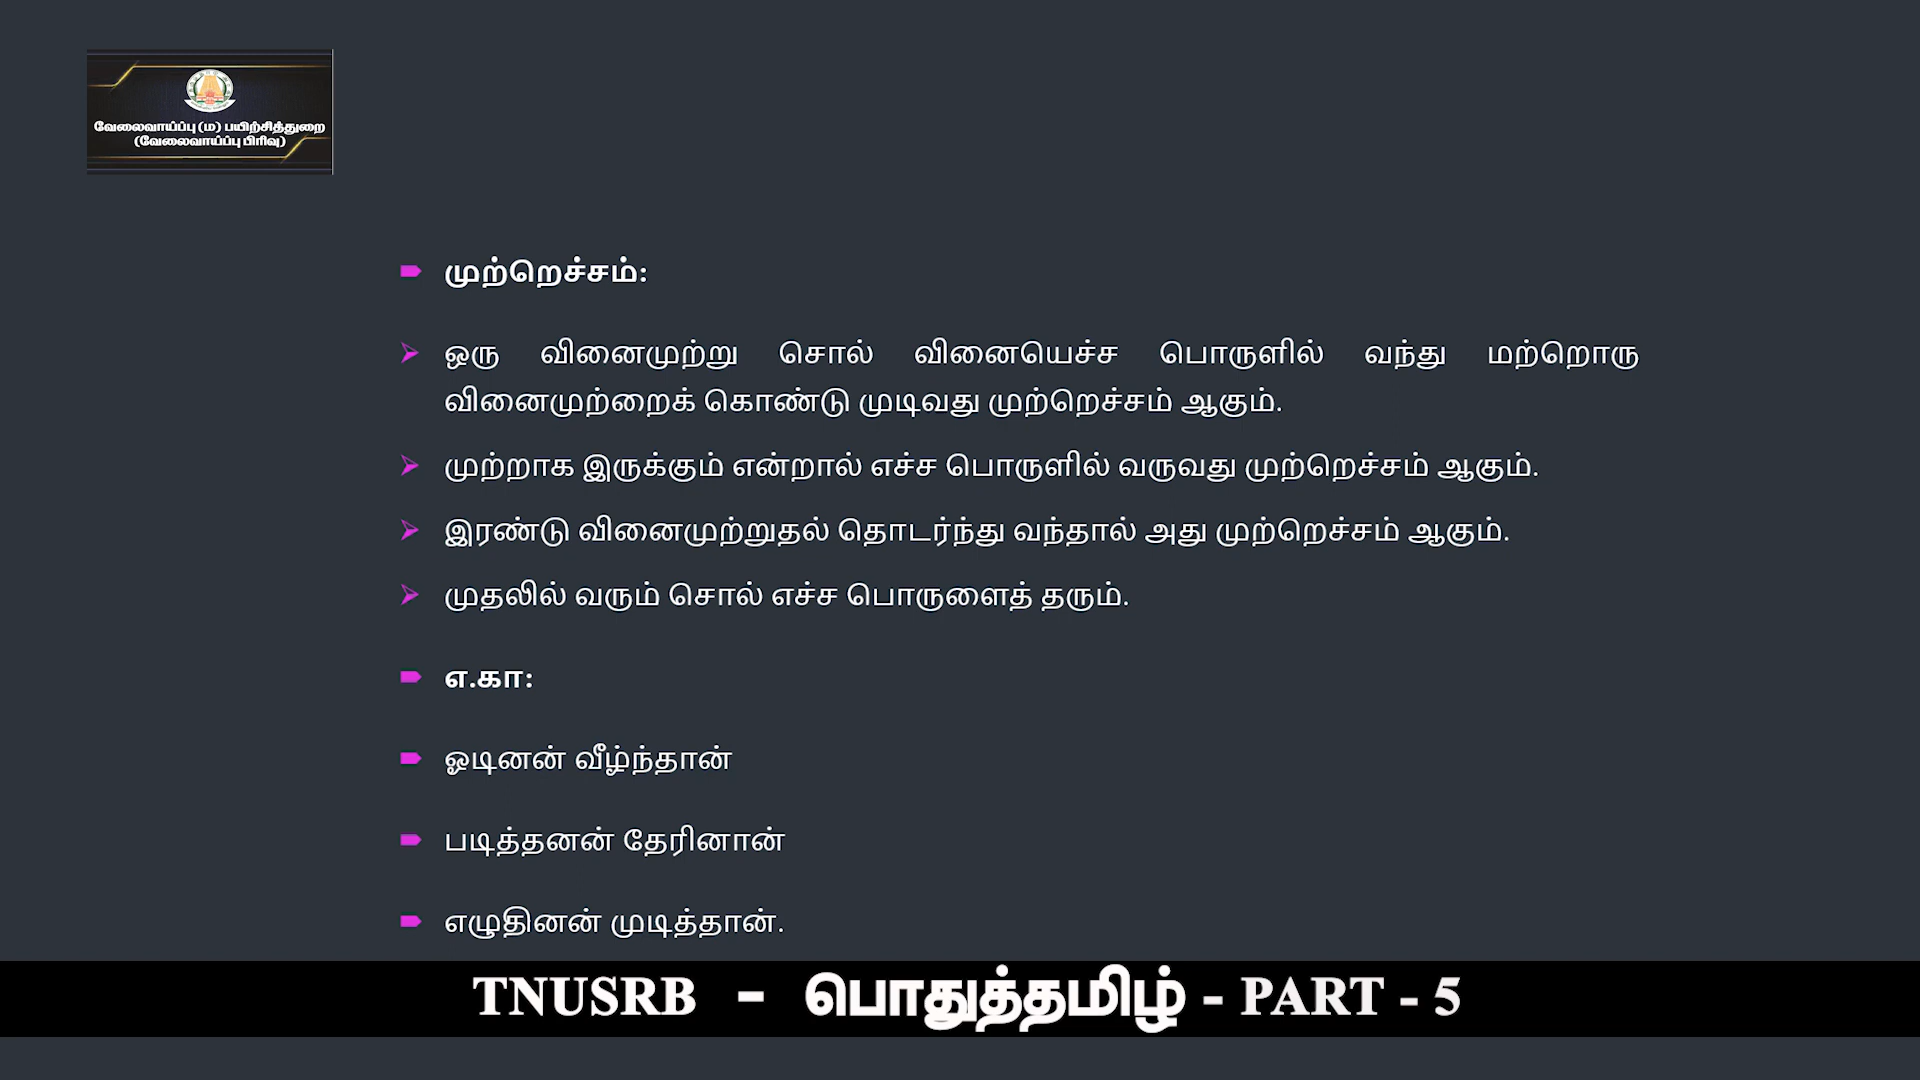 வேலைவாய்ப்பு (ம) பயிற்சித்துறை
(வேலைவாய்ப்பு பிரிவு)
முற்றெச்சம்:
ஒரு வினைமுற்று சொல் வினையெச்ச பொருளில் வந்து மற்றொரு
வினைமுற்றைக் கொண்டு முடிவது முற்றெச்சம் ஆகும்.
முற்றாக இருக்கும் என்றால் எச்ச பொருளில் வருவது முற்றெச்சம் ஆகும்.
இரண்டு வினைமுற்றுதல் தொடர்ந்து வந்தால் அது முற்றெச்சம் ஆகும்.
முதலில் வரும் சொல் எச்ச பொருளைத் தரும்.
எ.கா:
ஓடினன் வீழ்ந்தான்
படித்தனன் தேரினான்
எழுதினன் முடித்தான்.
TNUSRB - பொதுத்தமிழ் - PART - 5